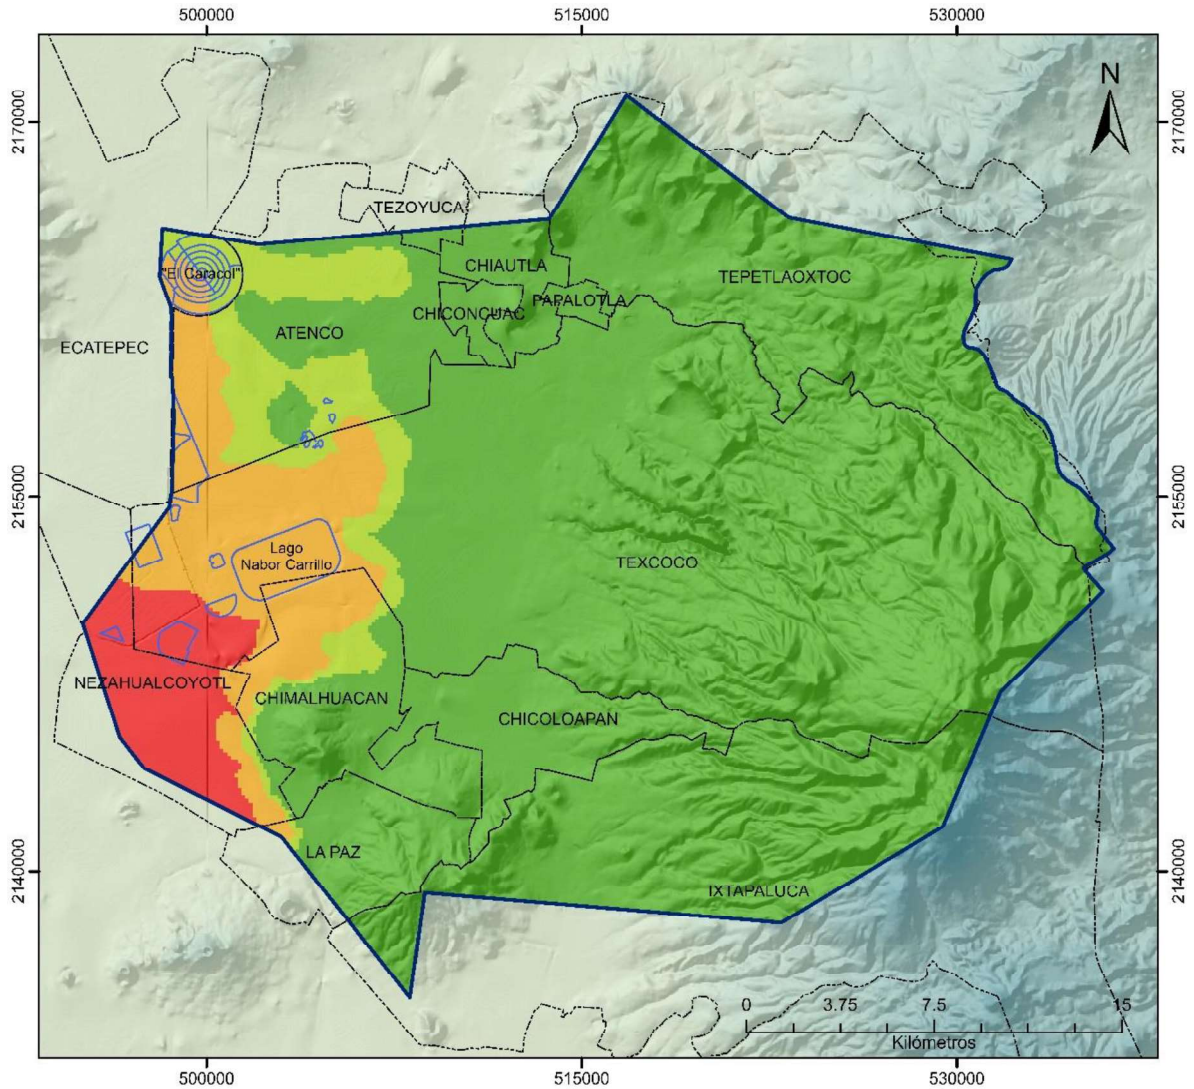 500000
515000
530000
N
2170000
2170000
TEZOYUCA
CHIAUTLA
"El Caracol"
TEPETLAOXTOC
PAPALOTLA
CHICONCUAC
ATENCO
ECATEPEC
2155000
2155000
Lago
Nabor Carrillo
TEXCOCO
NEZAHUALCOYOTL
CHIMALHUACAN
CHICOLOAPAN
LA PAZ
2140000
2140000
IXTAPALUCA
0
3.75
7.5
15
Kilómetros
500000
515000
530000